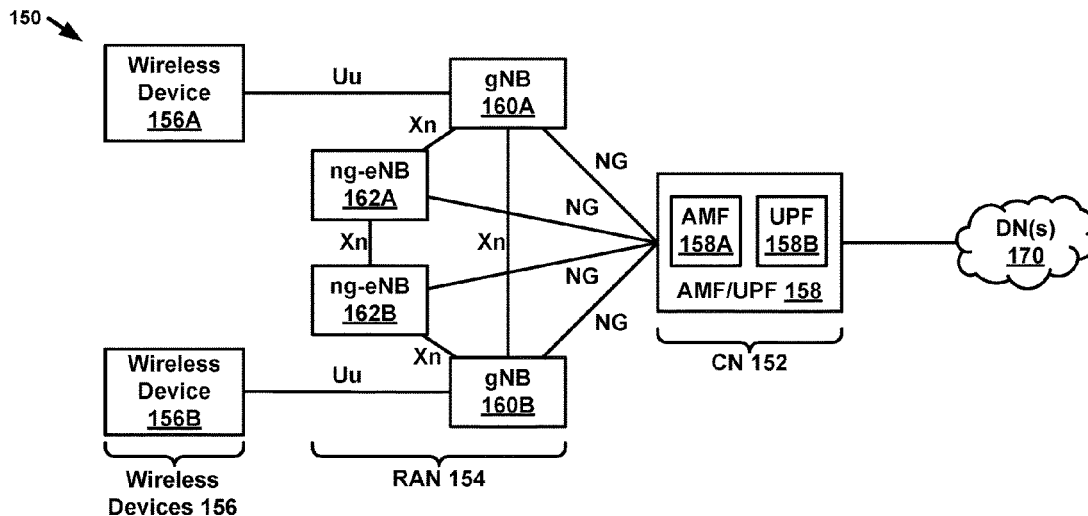 150
Wireless
Device
156A
Uu
gNB
160A
Xn
ng-eNB
162A
NG
NG
Xn
Xn
AMF
158A
UPF
158B
AMF/UPF 158
DN(s)
170
ng-eNB
162B
NG
NG
Xn
CN 152
Wireless
Device
156B
Uu
gNB
160B
Wireless
Devices 156
RAN 154